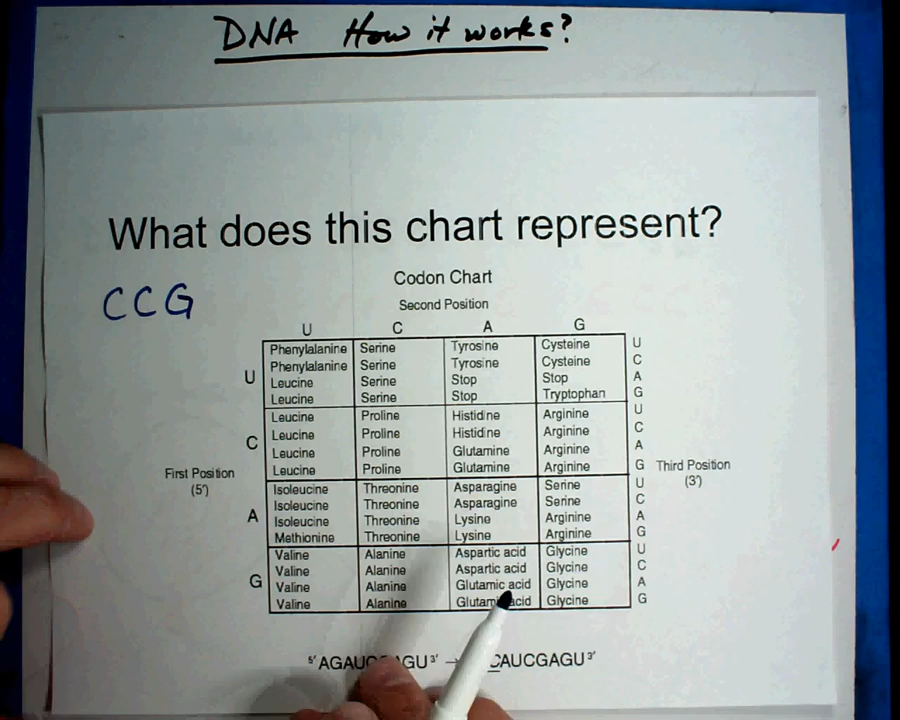 DNA How it works?
What does this chart represent?
CCG
Codon Chart
Second Position
U C A G
Phenylalanine Serine Tyrosine Cysteine U
Phenylalanine Serine Tyrosine Cysteine C
U Leucine Serine Stop Stop A
Leucine Serine Stop Tryptophan G
Leucine Proline Histidine Arginine U
Leucine Proline Histidine Arginine C
C Leucine Proline Glutamine Arginine A
Leucine Proline Glutamine Arginine G
First Position (5') Third Position (3')
Isoleucine Threonine Asparagine Serine U
Isoleucine Threonine Asparagine Serine C
A Isoleucine Threonine Lysine Arginine A
Methionine Threonine Lysine Arginine G
Valine Alanine Aspartic acid Glycine U
Valine Alanine Aspartic acid Glycine C
G Valine Alanine Glutamic acid Glycine A
Valine Alanine acid Glycine G
5' 3' → CAUCGAGU 3'